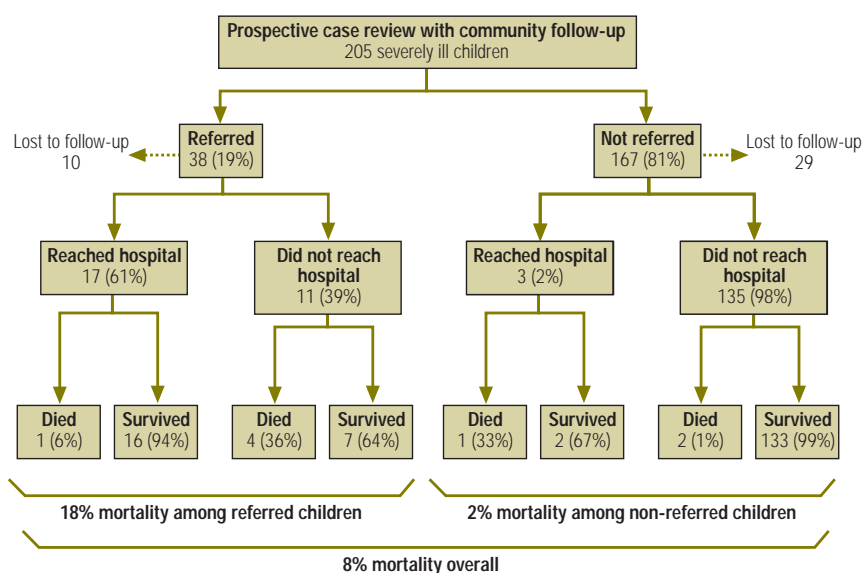 Prospective case review with community follow-up
205 severely ill children
Lost to follow-up
10
Referred
38 (19%)
Not referred
167 (81%)
Lost to follow-up
29
Reached hospital
17 (61%)
Did not reach
hospital
11 (39%)
Reached hospital
3 (2%)
Did not reach
hospital
135 (98%)
Died
1 (6%)
Survived
16 (94%)
Died
4 (36%)
Survived
7 (64%)
Died
1 (33%)
Survived
2 (67%)
Died
2 (1%)
Survived
133 (99%)
18% mortality among referred children
2% mortality among non-referred children
8% mortality overall